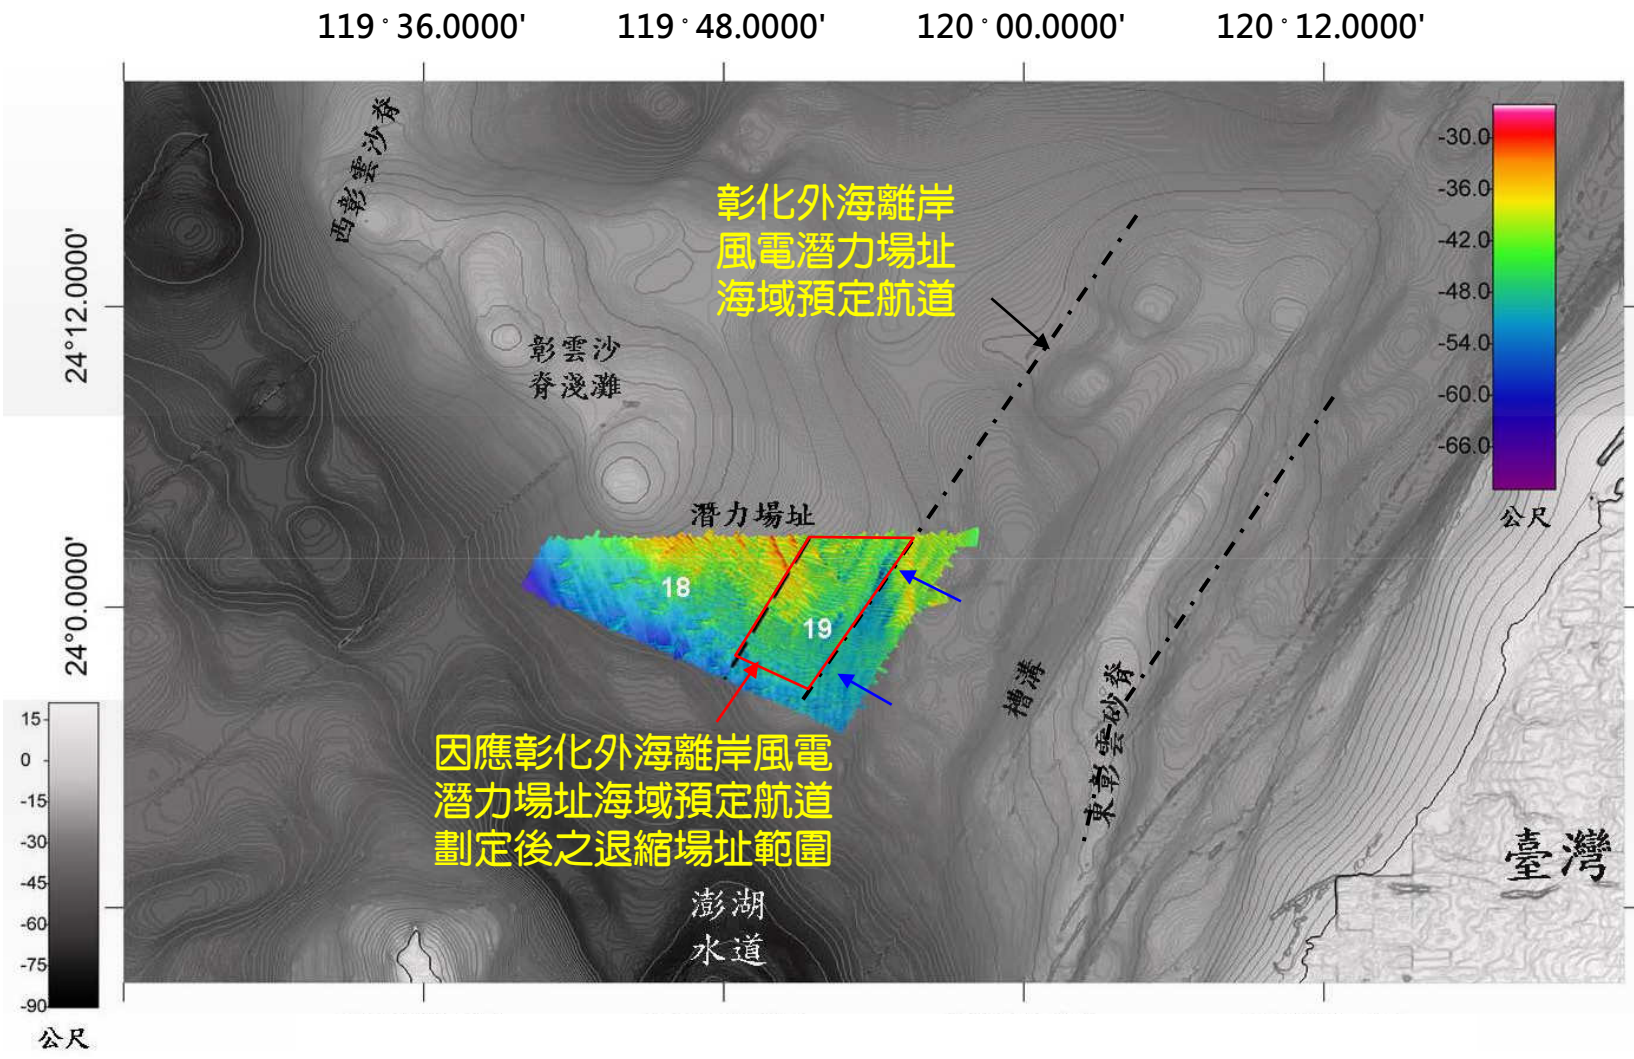 119°36.0000'
119°48.0000'
120°00.0000'
120°12.0000'
西彰雲沙脊
彰化外海離岸
風電潛力場址
海域預定航道
-30.0
-36.0
-42.0
-48.0
-54.0
-60.0
-66.0
公尺
24°12.0000'
彰雲沙
脊淺灘
潛力場址
24°0.0000'
18
19
槽溝
東彰雲砂脊
因應彰化外海離岸風電
潛力場址海域預定航道
劃定後之退縮場址範圍
臺灣
澎湖
水道
15
0
-15
-30
-45
-60
-75
-90
公尺